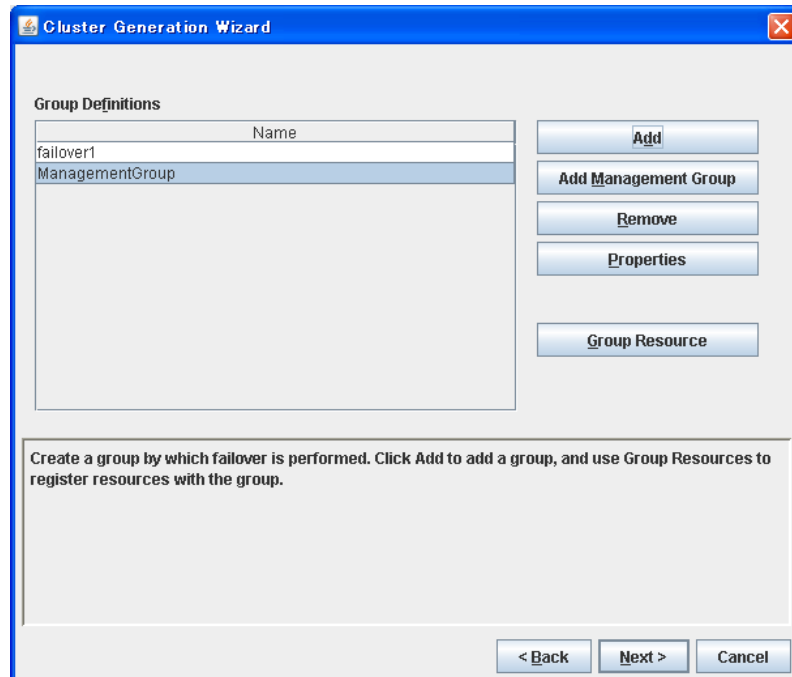 Cluster Generation Wizard
Group Definitions
Name
failover1
ManagementGroup
Add
Add Management Group
Remove
Properties
Group Resource
Create a group by which failover is performed. Click Add to add a group, and use Group Resources to
register resources with the group.
< Back
Next >
Cancel